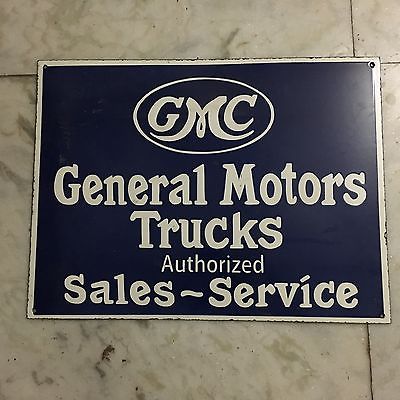 GMC
General Motors
Trucks
Authorized
Sales~Service